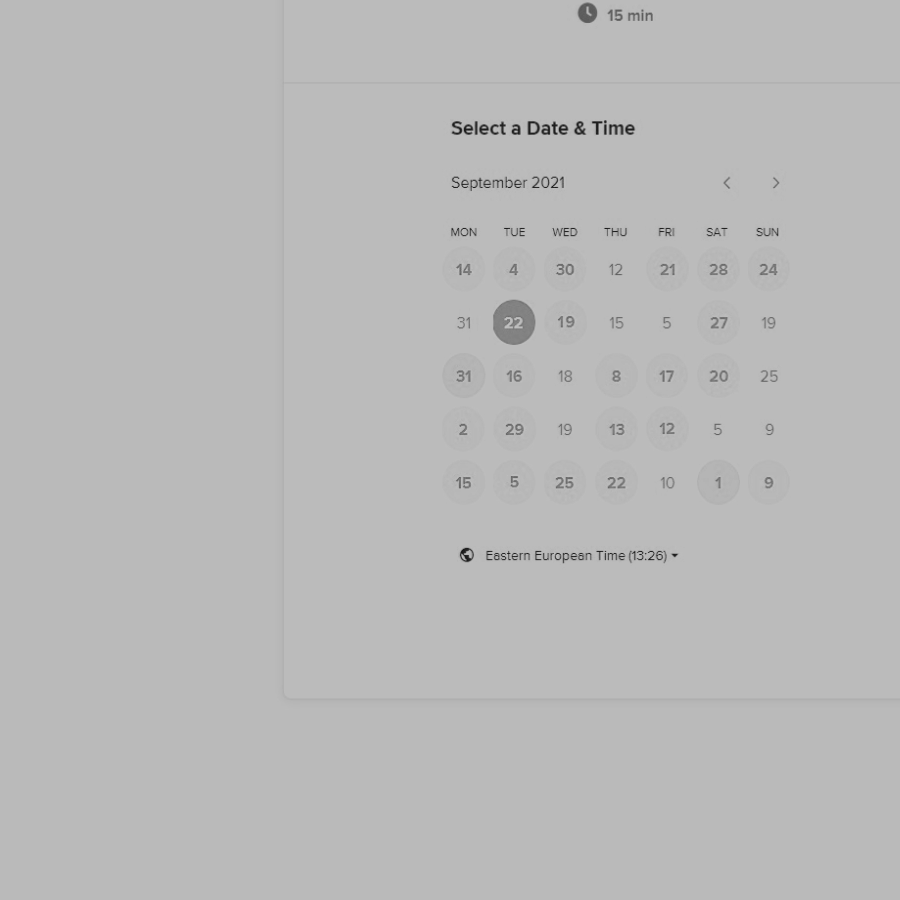 15 min
Select a Date & Time
September 2021
MON TUE WED THU FRI SAT SUN
14 4 30 12 21 28 24
31 22 19 15 5 27 19
31 16 18 8 17 20 25
2 29 19 13 12 5 9
15 5 25 22 10 1 9
Eastern European Time (13:26)